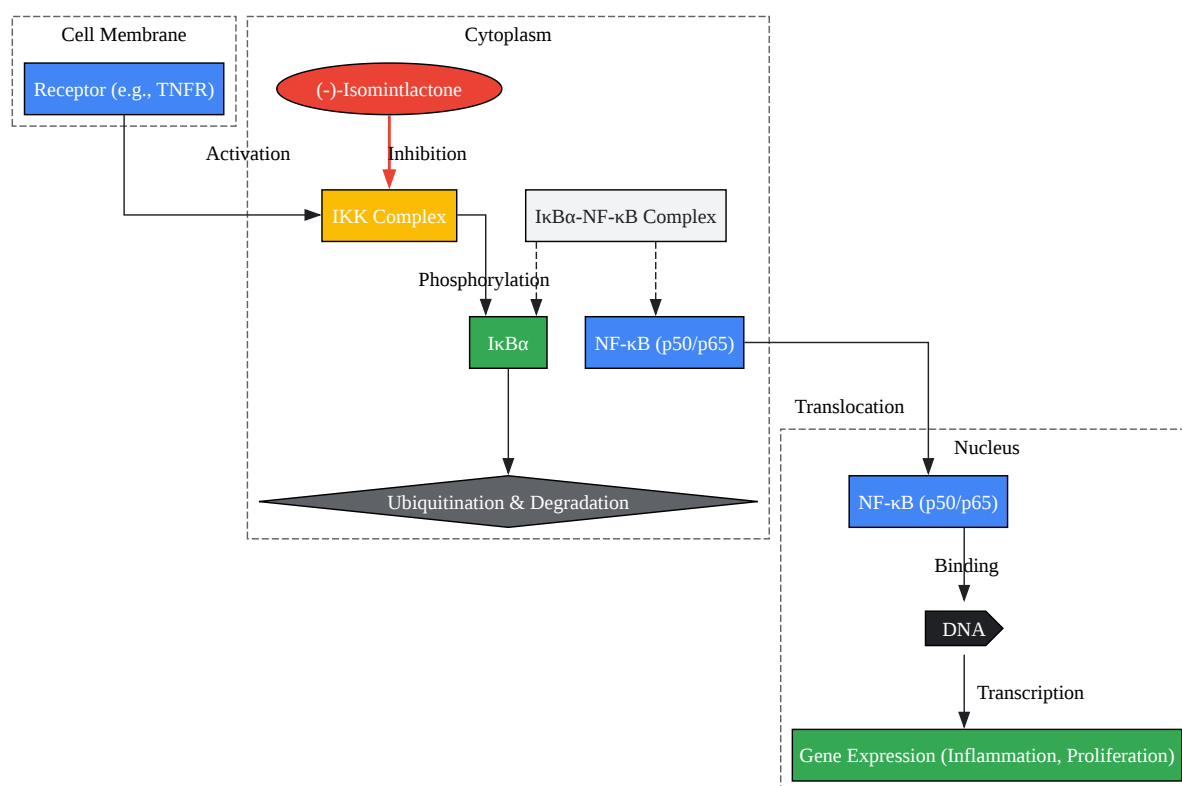 Cell Membrane
Receptor (e.g., TNFR)
Cytoplasm
(-)-Isomintlactone
Activation
Inhibition
IKK Complex
IκBα-NF-κB Complex
Phosphorylation
IκBα
NF-κB (p50/p65)
Ubiquitination & Degradation
Translocation
Nucleus
NF-κB (p50/p65)
Binding
DNA
Transcription
Gene Expression (Inflammation, Proliferation)